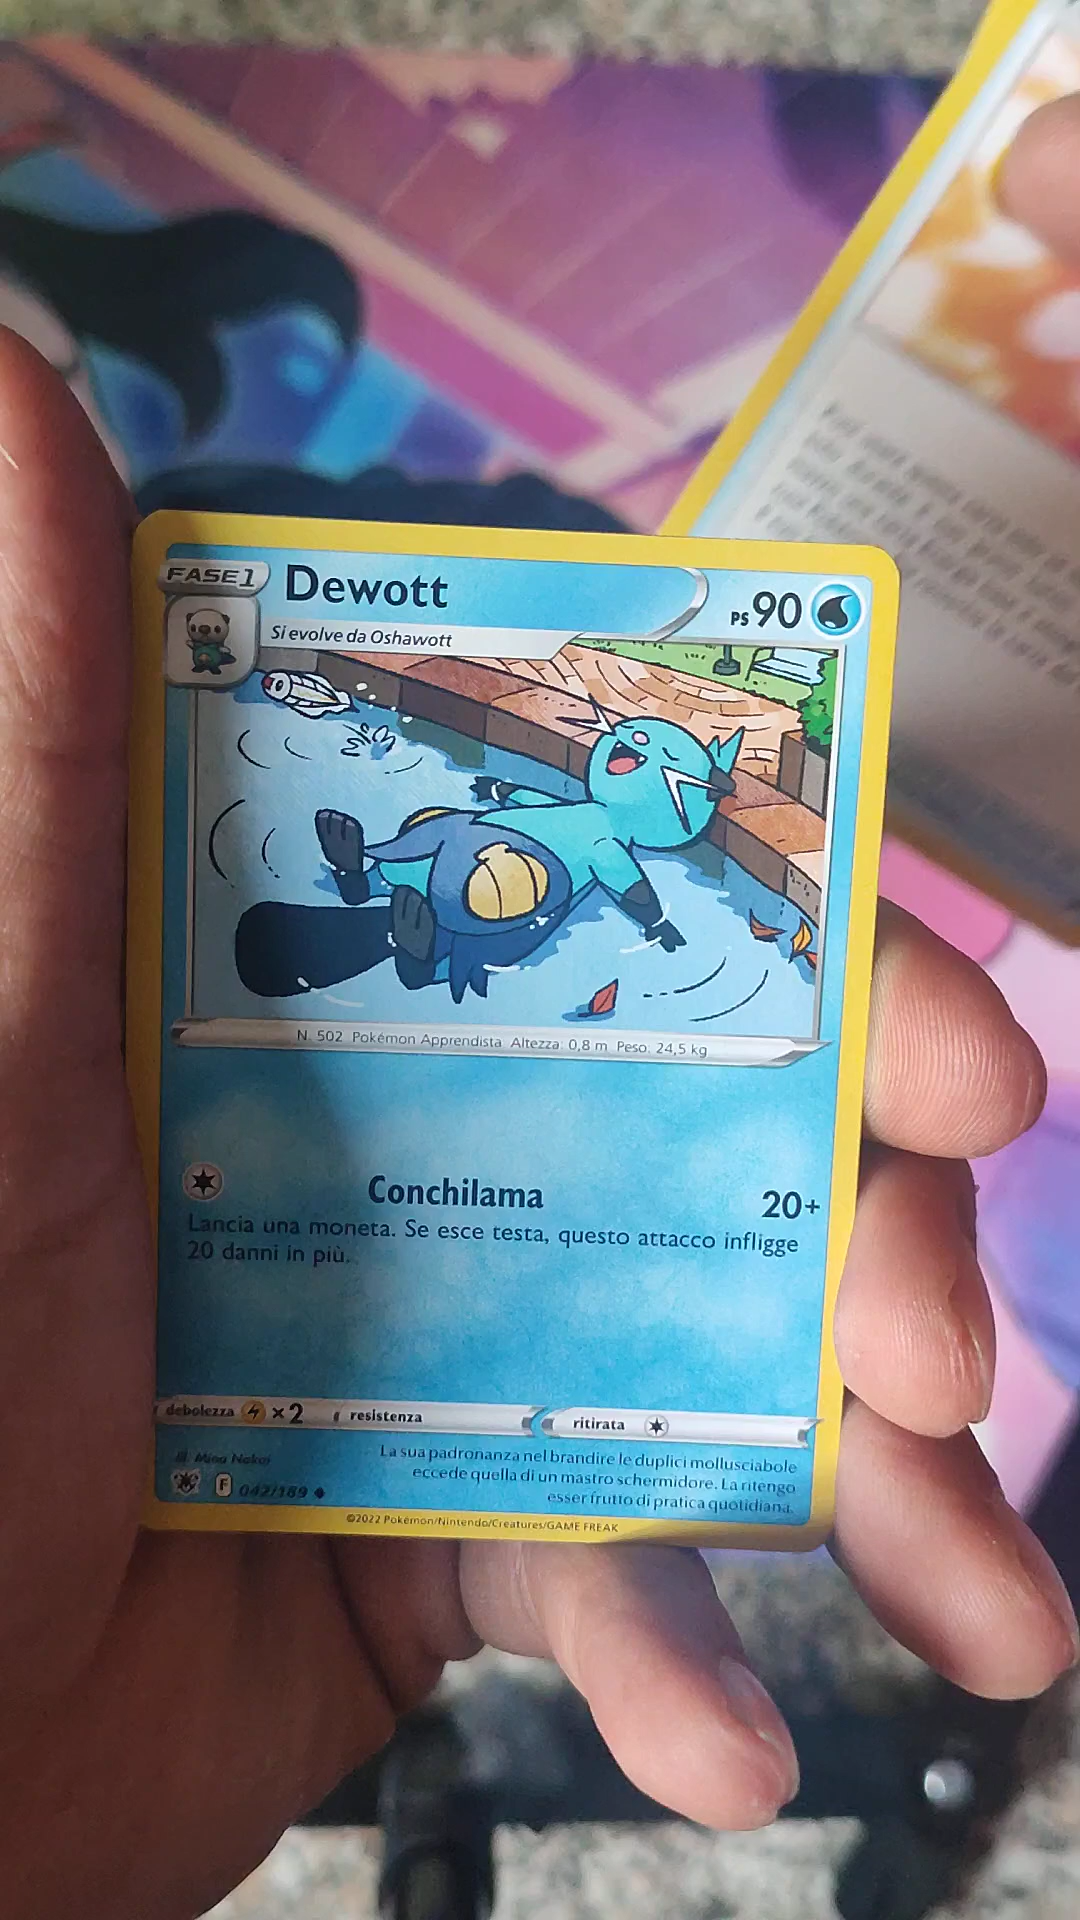 FASE 1
Dewott
PS 90
Si evolve da Oshawott
N. 502 Pokémon Apprendista Altezza: 0,8 m Peso: 24,5 kg
Conchilama 20+
Lancia una moneta. Se esce testa, questo attacco infligge
20 danni in più.
debolezza ×2 resistenza ritirata
Ill. Mina Nakai
La sua padronanza nel brandire le duplici mollusciabole
eccede quella di un mastro schermidore. La ritengo
esser frutto di pratica quotidiana.
F 042/189
©2022 Pokémon/Nintendo/Creatures/GAME FREAK